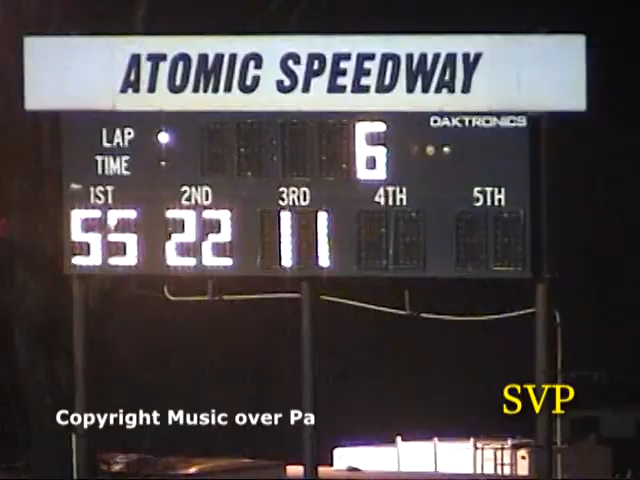 ATOMIC SPEEDWAY
DAKTRONICS
LAP 6
TIME
1ST 2ND 3RD 4TH 5TH
55 22 11
SVP
Copyright Music over Pa